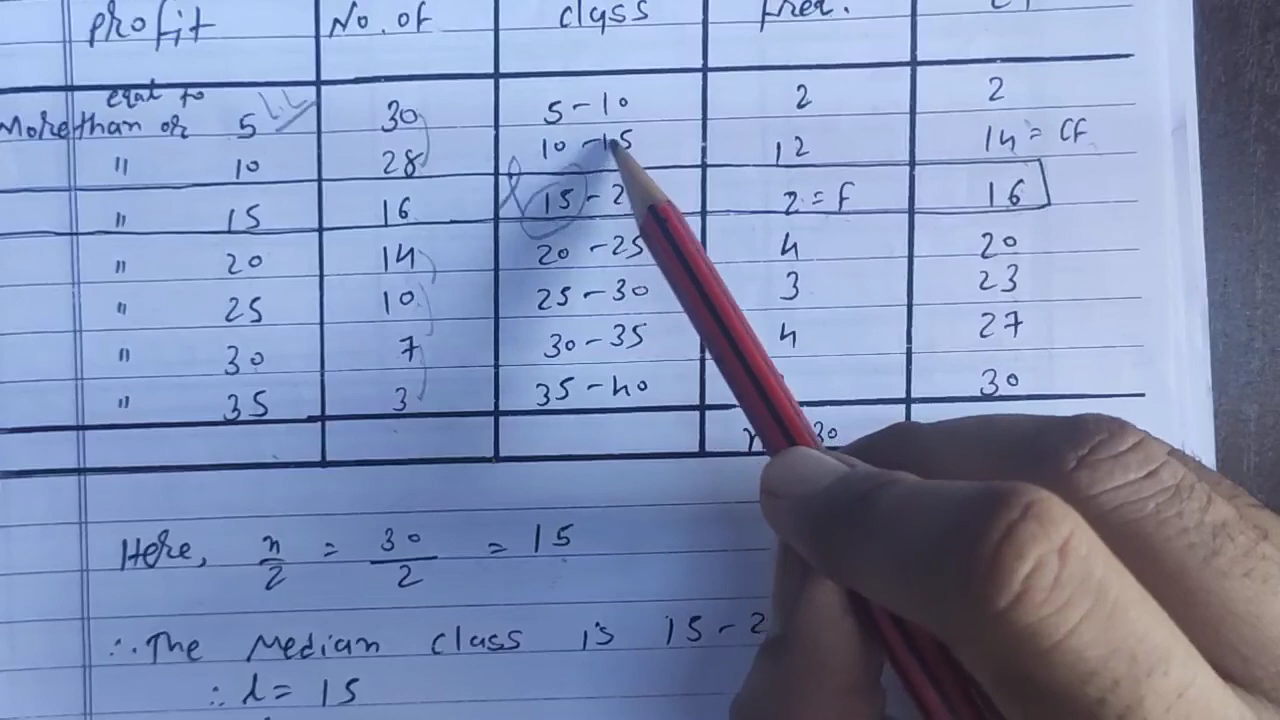 Profit No. of class freq.
eqal to
More than or 5 L.L 30 5 - 10 2 2
" 10 28 10 - 15 12 14 = CF
" 15 16 l 15 - 2 2 = F 16
" 20 14 20 - 25 4 20
" 25 10 25 - 30 3 23
" 30 7 30 - 35 4 27
" 35 3 35 - 40 30
30
Here, n/2 = 30/2 = 15
∴ The Median class is 15 - 2
∴ l = 15